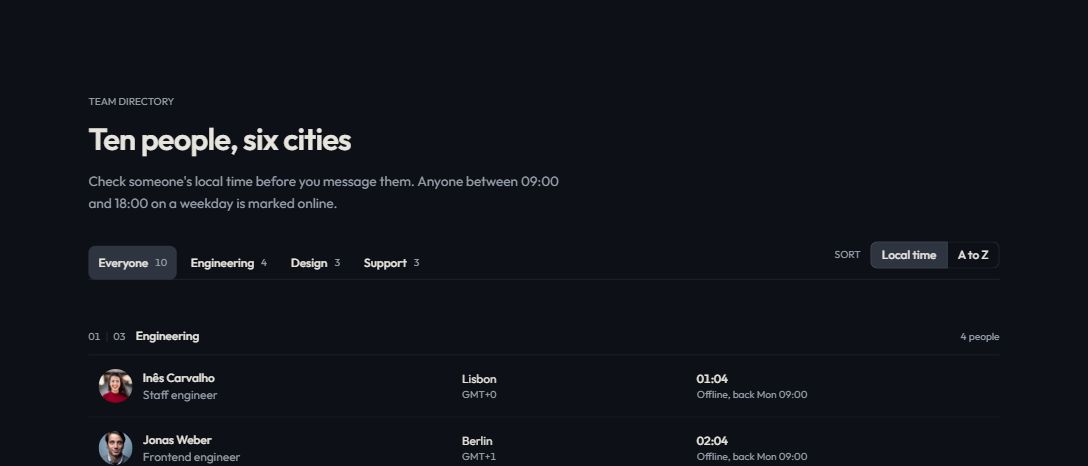 TEAM DIRECTORY
Ten people, six cities
Check someone's local time before you message them. Anyone between 09:00
and 18:00 on a weekday is marked online.
Everyone 10 Engineering 4 Design 3 Support 3 SORT Local time A to Z
01 | 03 Engineering 4 people
Inês Carvalho Lisbon 01:04
Staff engineer GMT+0 Offline, back Mon 09:00
Jonas Weber Berlin 02:04
Frontend engineer GMT+1 Offline, back Mon 09:00